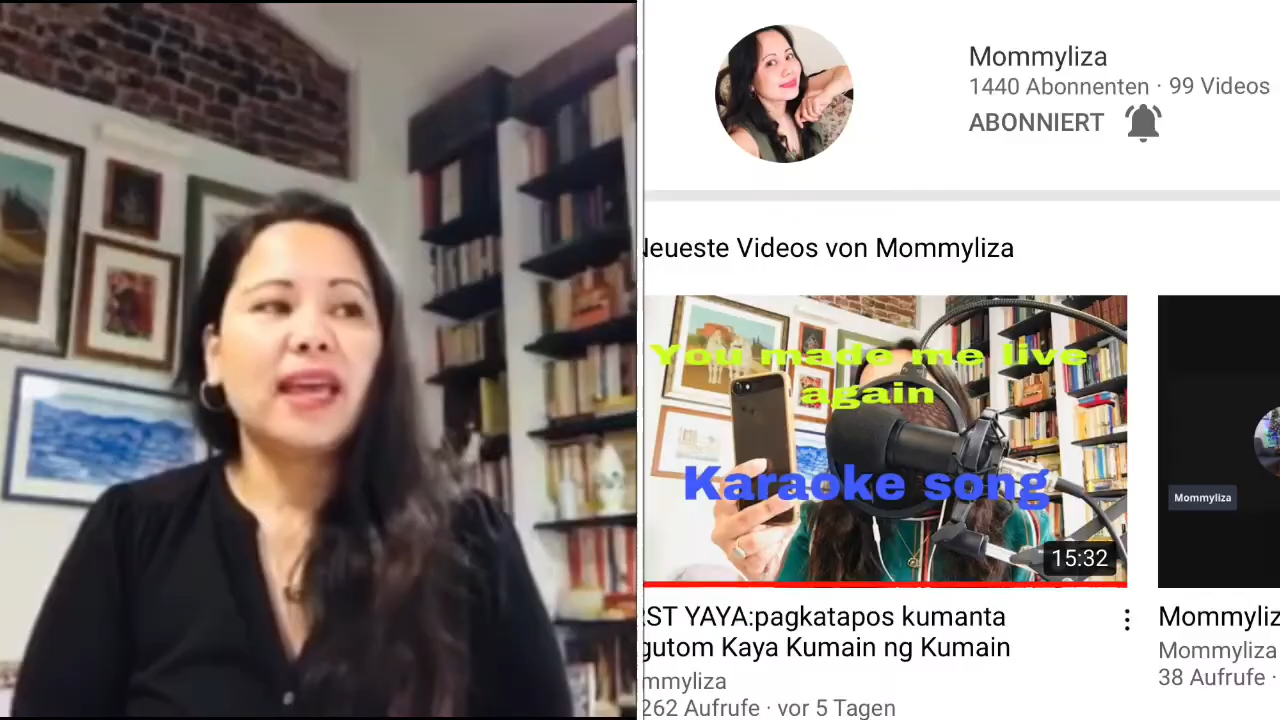 Mommyliza
1440 Abonnenten · 99 Videos
ABONNIERT
Neueste Videos von Mommyliza
You made me live
again
Karaoke song
15:32
Mommyliza
RST YAYA:pagkatapos kumanta
gutom Kaya Kumain ng Kumain
mmyliza
262 Aufrufe · vor 5 Tagen
Mommyliz
Mommyliza
38 Aufrufe ·